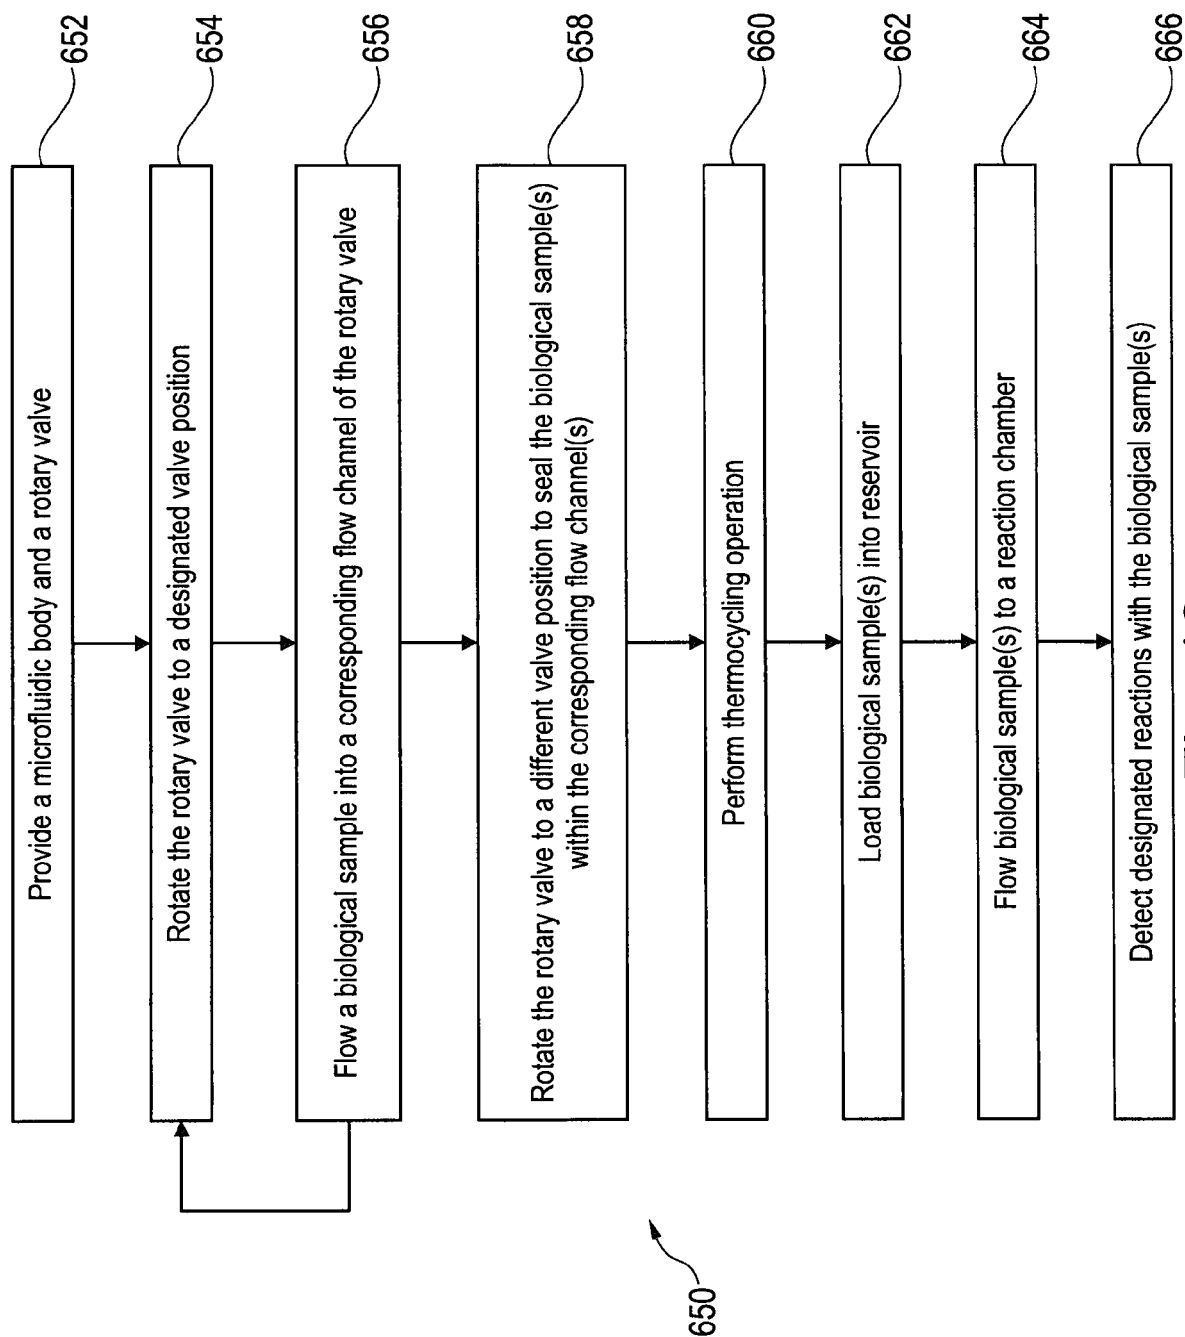 Provide a microfluidic body and a rotary valve
652
Rotate the rotary valve to a designated valve position
654
Flow a biological sample into a corresponding flow channel of the rotary valve
656
Rotate the rotary valve to a different valve position to seal the biological sample(s)
within the corresponding flow channel(s)
658
Perform thermocycling operation
660
Load biological sample(s) into reservoir
662
Flow biological sample(s) to a reaction chamber
664
Detect designated reactions with the biological sample(s)
666
650